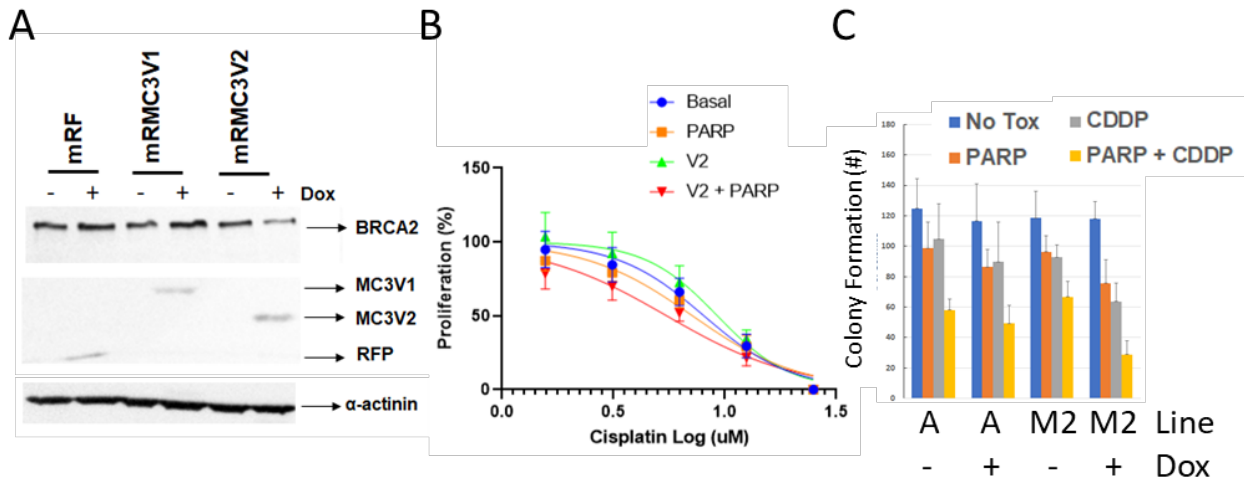 A
mRF
mRMC3V1
mRMC3V2
- + - + - + Dox
BRCA2
MC3V1
MC3V2
RFP
α-actinin
B
Basal
PARP
V2
V2 + PARP
Proliferation (%)
150
100
50
0
0.0 0.5 1.0 1.5
Cisplatin Log (uM)
C
No Tox CDDP
PARP PARP + CDDP
Colony Formation (#)
180
160
140
120
100
80
60
40
20
0
A A M2 M2 Line
- + - + Dox